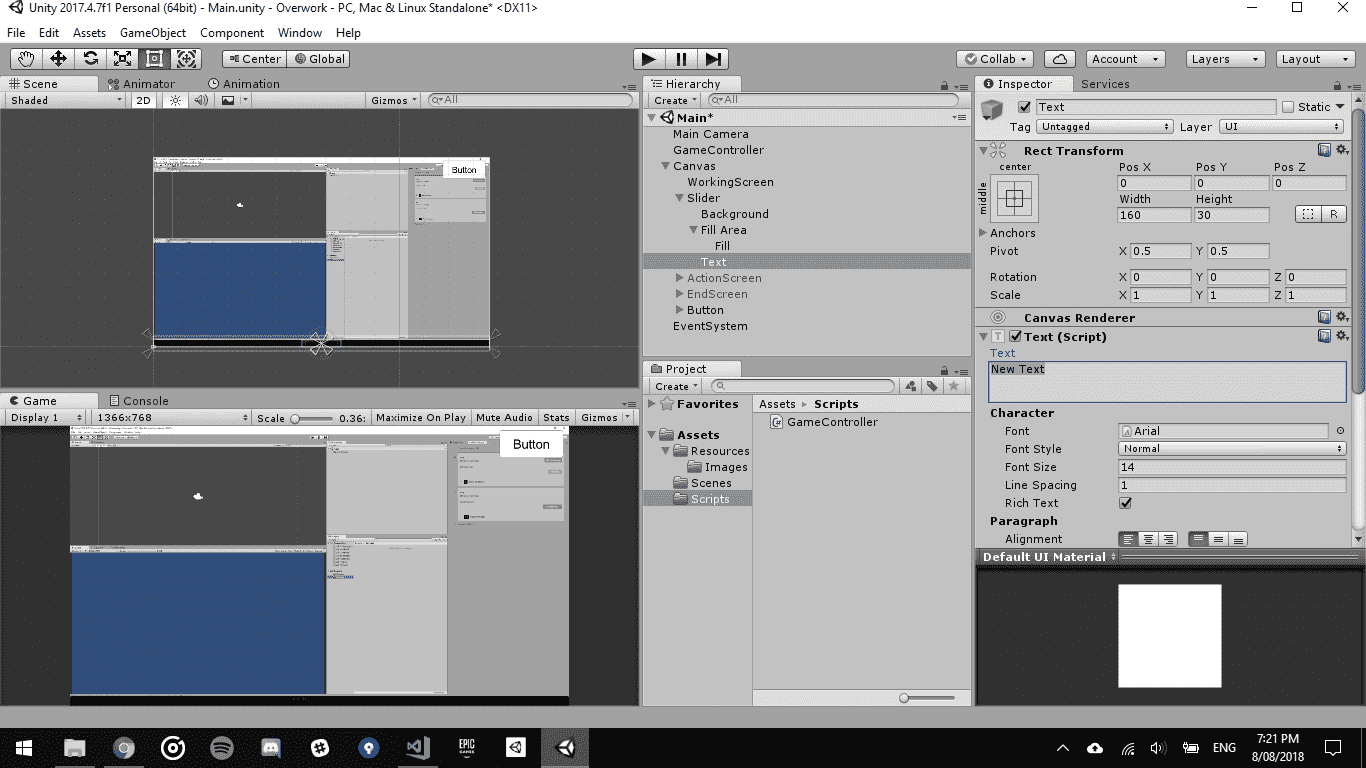 Unity 2017.4.7f1 Personal (64bit) - Main.unity - Overwork - PC, Mac & Linux Standalone* <DX11>
File Edit Assets GameObject Component Window Help
Center Global Collab Account Layers Layout
Scene Animator Animation
Shaded 2D Gizmos All
Button
Game Console
Display 1 1366x768 Scale 0.36: Maximize On Play Mute Audio Stats Gizmos
Button
Hierarchy
Create All
Main*
Main Camera
GameController
Canvas
WorkingScreen
Slider
Background
Fill Area
Fill
Text
ActionScreen
EndScreen
Button
EventSystem
Project
Create
Favorites
Assets
Resources
Images
Scenes
Scripts
Assets ▸ Scripts
GameController
Inspector Services
Text Static
Tag Untagged Layer UI
Rect Transform
center Pos X Pos Y Pos Z
middle 0 0 0
Width Height
160 30 R
Anchors
Pivot X 0.5 Y 0.5
Rotation X 0 Y 0 Z 0
Scale X 1 Y 1 Z 1
Canvas Renderer
Text (Script)
Text
New Text
Character
Font Arial
Font Style Normal
Font Size 14
Line Spacing 1
Rich Text
Paragraph
Alignment
Default UI Material
EPIC GAMES
ENG
7:21 PM
8/08/2018